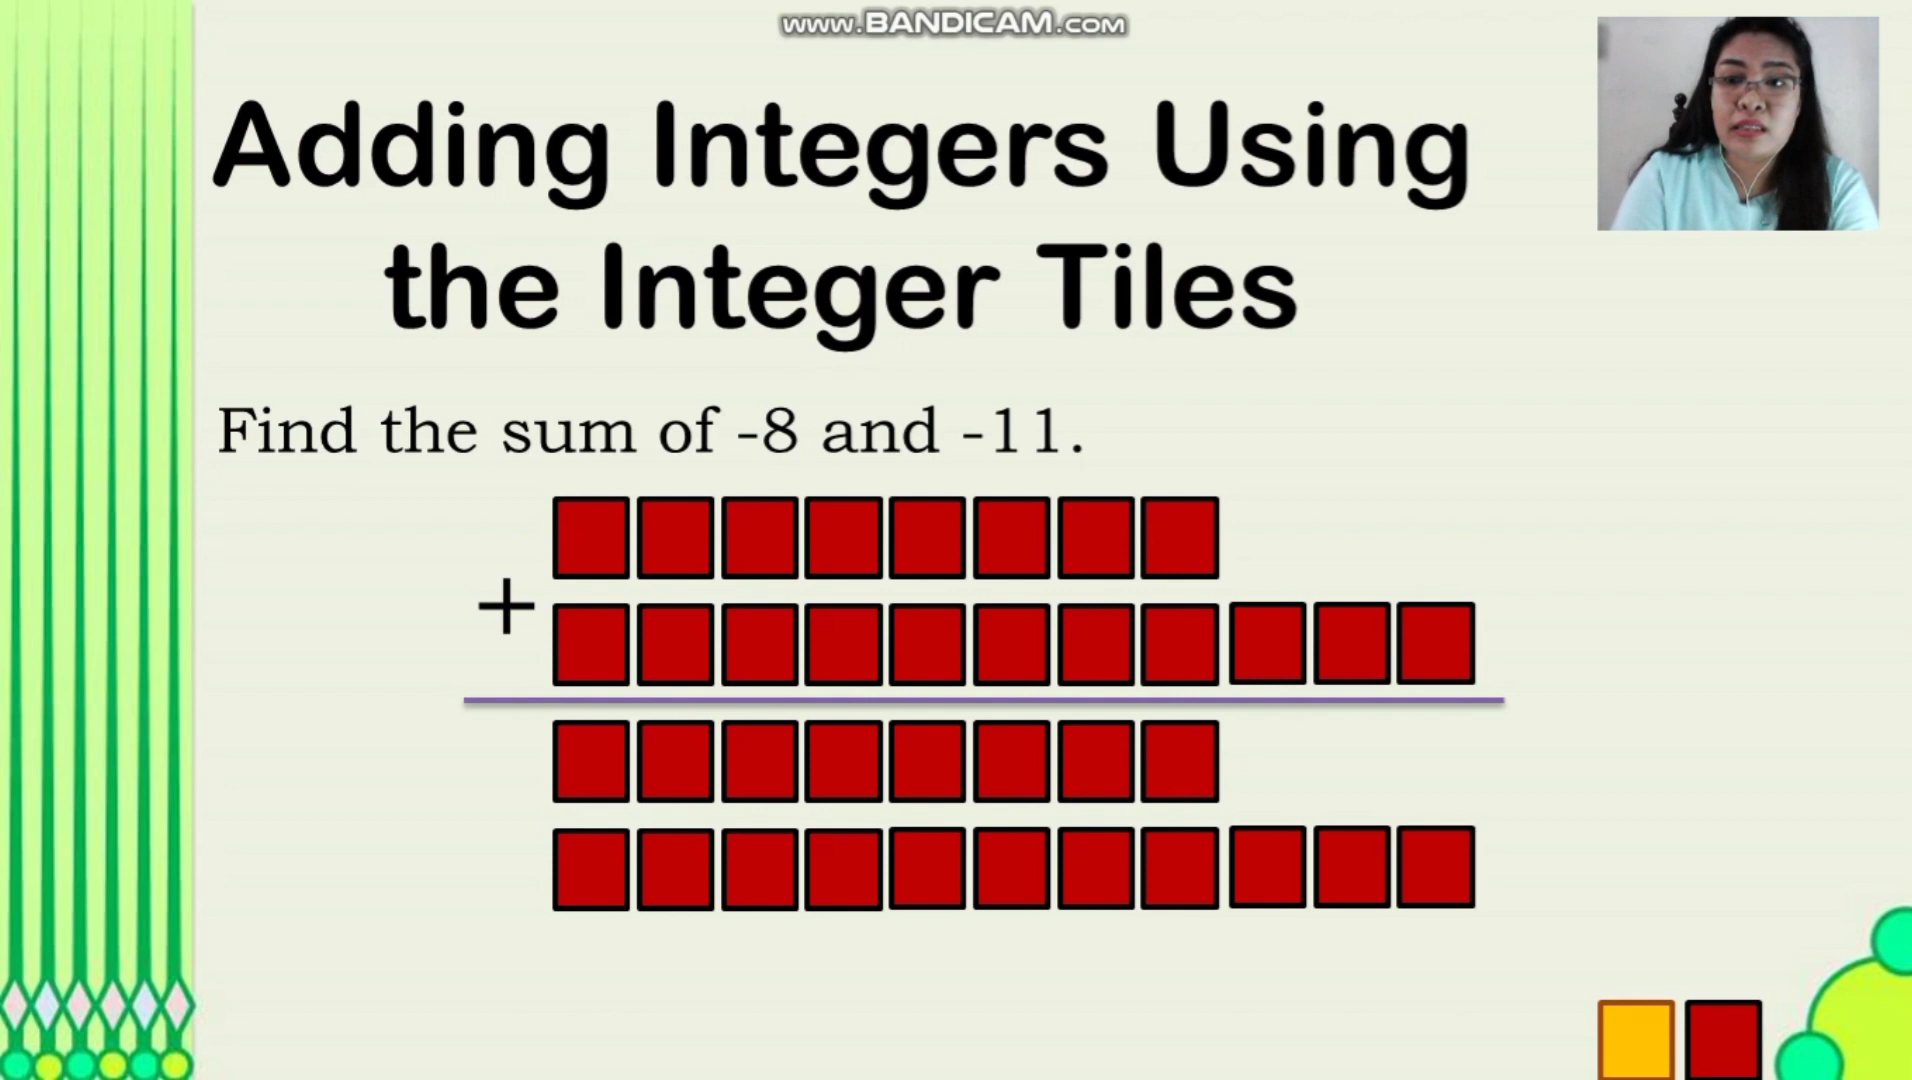 www.BANDICAM.com
Adding Integers Using
the Integer Tiles
Find the sum of -8 and -11.
+